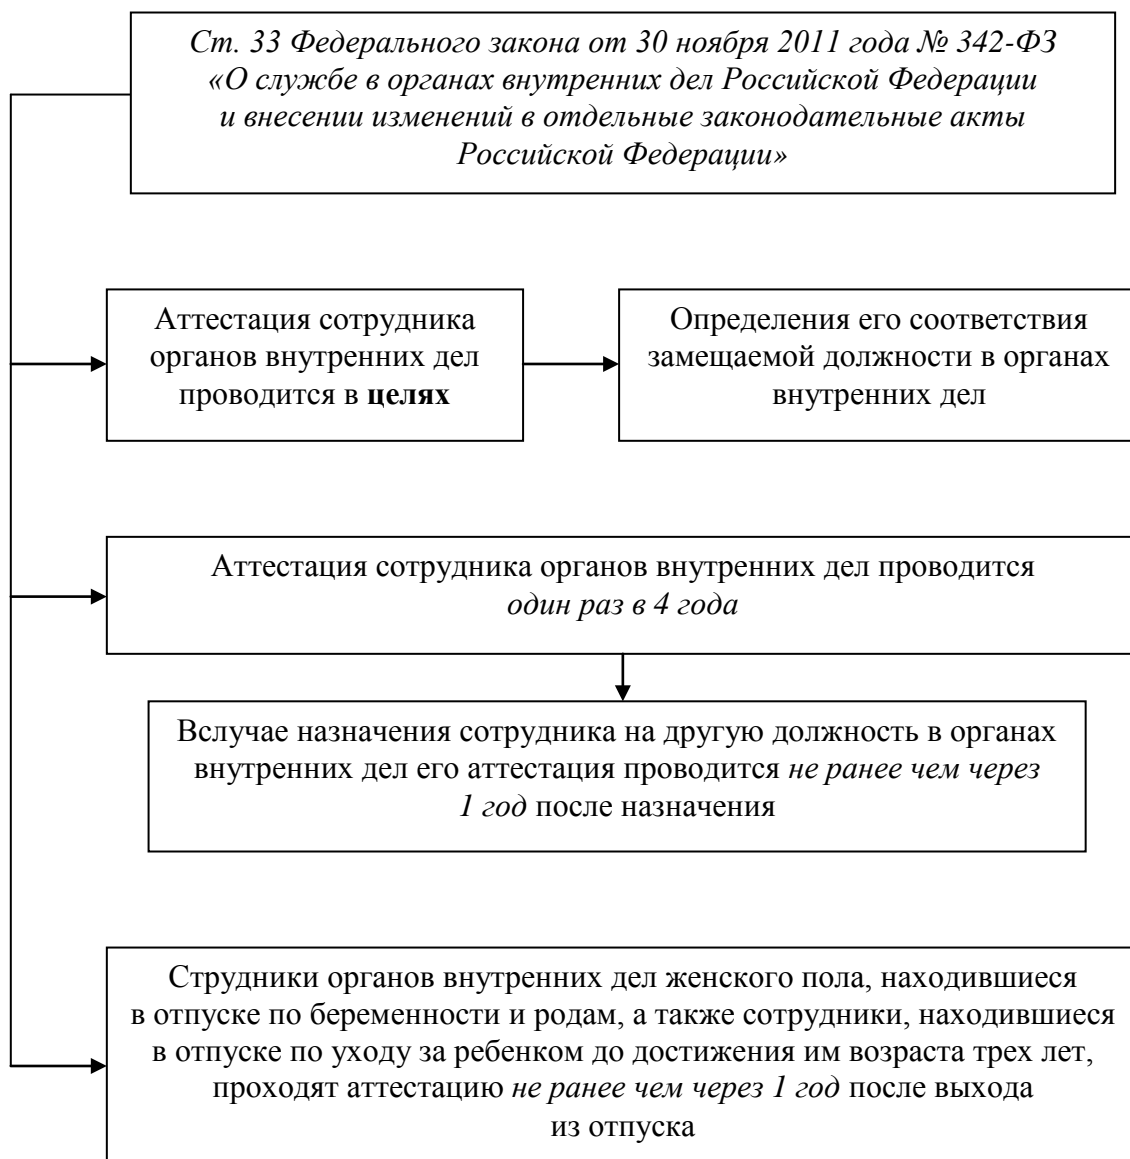 Ст. 33 Федерального закона от 30 ноября 2011 года № 342-ФЗ
«О службе в органах внутренних дел Российской Федерации
и внесении изменений в отдельные законодательные акты
Российской Федерации»
Аттестация сотрудника
органов внутренних дел
проводится в целях
Определения его соответствия
замещаемой должности в органах
внутренних дел
Аттестация сотрудника органов внутренних дел проводится
один раз в 4 года
Вслучае назначения сотрудника на другую должность в органах
внутренних дел его аттестация проводится не ранее чем через
1 год после назначения
Струдники органов внутренних дел женского пола, находившиеся
в отпуске по беременности и родам, а также сотрудники, находившиеся
в отпуске по уходу за ребенком до достижения им возраста трех лет,
проходят аттестацию не ранее чем через 1 год после выхода
из отпуска